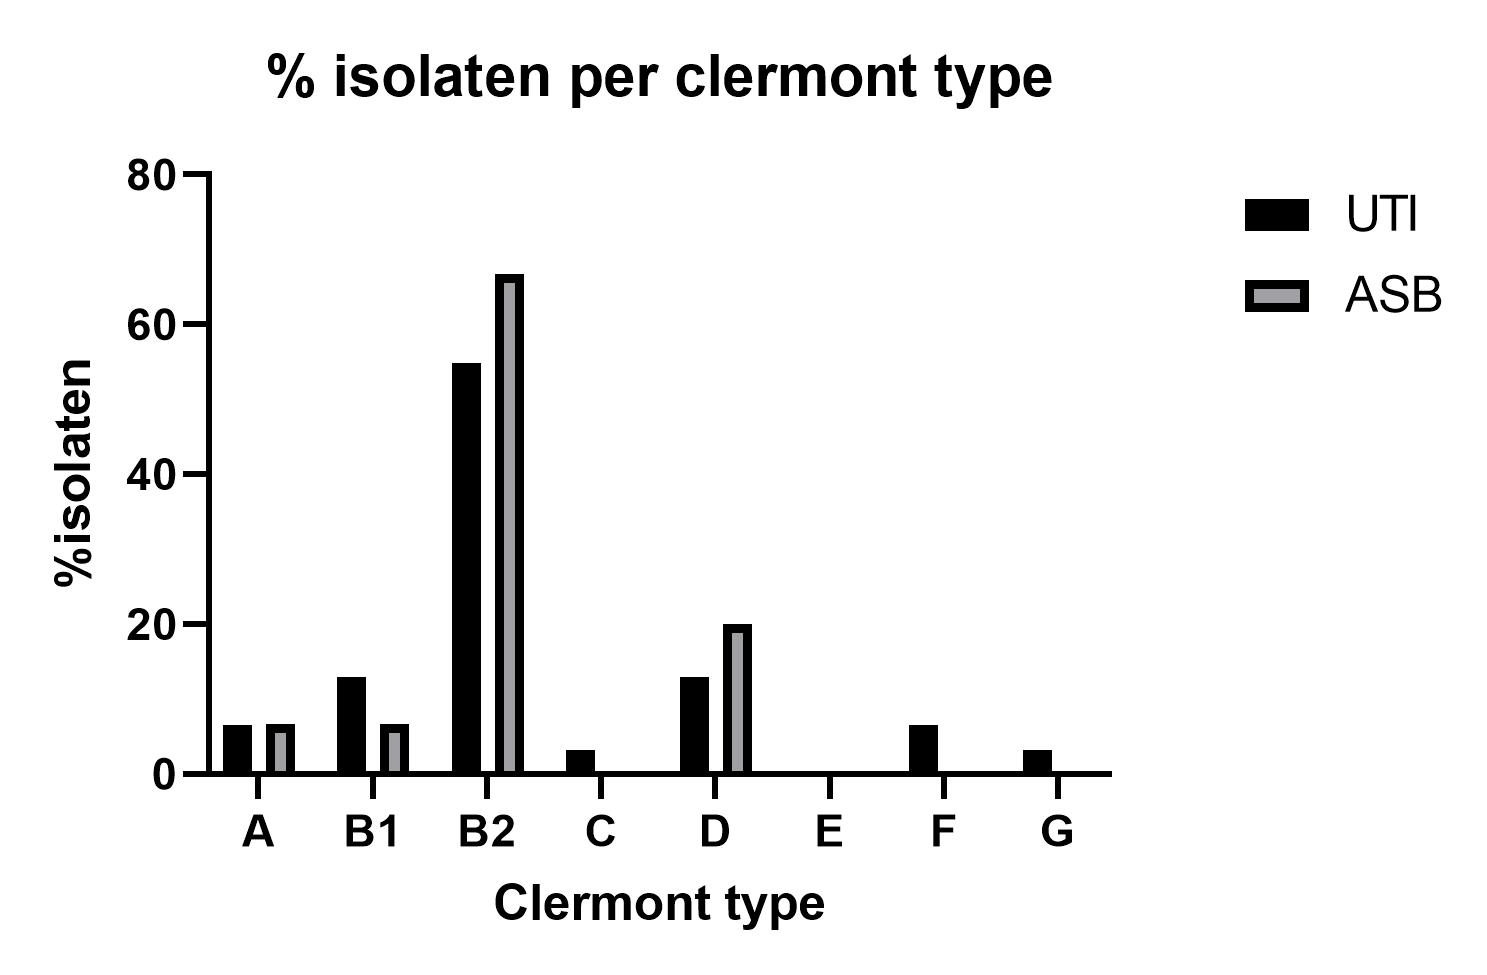 % isolaten per clermont type
80
60
40
20
0
%isolaten
A B1 B2 C D E F G
Clermont type
UTI
ASB